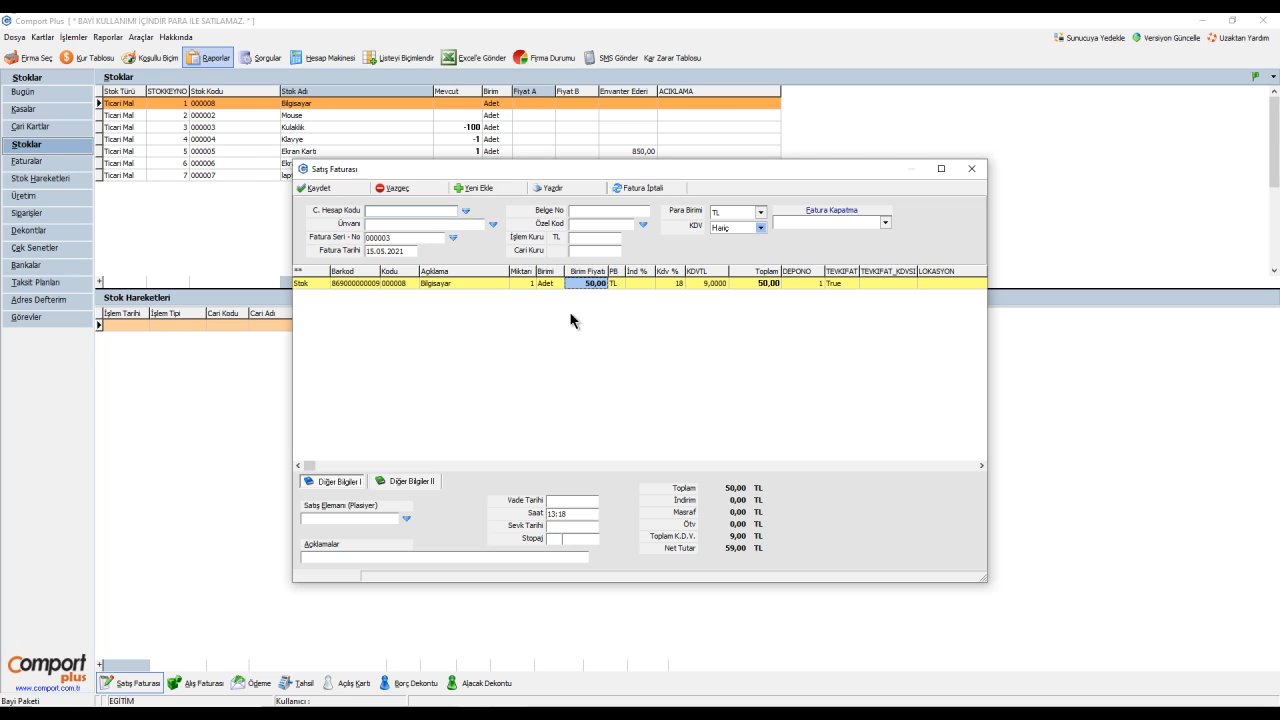 Comport Plus [ * BAYİ KULLANIMI İÇİNDİR PARA İLE SATILAMAZ. * ]
Dosya Kartlar İşlemler Raporlar Araçlar Hakkında
Sunucuya Yedekle Versiyon Güncelle Uzaktan Yardım
Firma Seç Kur Tablosu Koşullu Biçim Raporlar Sorgular Hesap Makinesi Listeyi Biçimlendir Excel'e Gönder Firma Durumu SMS Gönder Kar Zarar Tablosu
Stoklar
Bugün
Kasalar
Cari Kartlar
Stoklar
Faturalar
Stok Hareketleri
Üretim
Siparişler
Dekontlar
Çek Senetler
Bankalar
Taksit Planları
Adres Defterim
Görevler
Stoklar
Stok Türü STOKKEYNO Stok Kodu Stok Adı Mevcut Birim Fiyat A Fiyat B Envanter Ederi ACIKLAMA
Ticari Mal 1 000008 Bilgisayar Adet
Ticari Mal 2 000002 Mouse Adet
Ticari Mal 3 000003 Kulaklık -100 Adet
Ticari Mal 4 000004 Klavye -1 Adet
Ticari Mal 5 000005 Ekran Kartı 1 Adet 850,00
Ticari Mal 6 000006 Ekr
Ticari Mal 7 000007 lap
Stok Hareketleri
İşlem Tarihi İşlem Tipi Cari Kodu Cari Adı
Satış Faturası
Kaydet Vazgeç Yeni Ekle Yazdır Fatura İptali
C. Hesap Kodu Belge No Para Birimi TL Fatura Kapatma
Ünvanı Özel Kod KDV Hariç
Fatura Seri - No 000003 İşlem Kuru TL
Fatura Tarihi 15.05.2021 Cari Kuru
** Barkod Kodu Açıklama Miktarı Birimi Birim Fiyatı PB İnd % Kdv % KDVTL Toplam DEPONO TEVKIFAT TEVKIFAT_KDVSI LOKASYON
Stok 869000000009 000008 Bilgisayar 1 Adet 50,00 TL 18 9,0000 50,00 1 True
Diğer Bilgiler I Diğer Bilgiler II
Satış Elemanı (Plasiyer)
Açıklamalar
Vade Tarihi
Saat 13:18
Sevk Tarihi
Stopaj
Toplam 50,00 TL
İndirim 0,00 TL
Masraf 0,00 TL
Ötv 0,00 TL
Toplam K.D.V. 9,00 TL
Net Tutar 59,00 TL
Comport
plus
www.comport.com.tr
Satış Faturası Alış Faturası Ödeme Tahsil Açılış Kartı Borç Dekontu Alacak Dekontu
Bayi Paketi EGİTİM Kullanıcı :